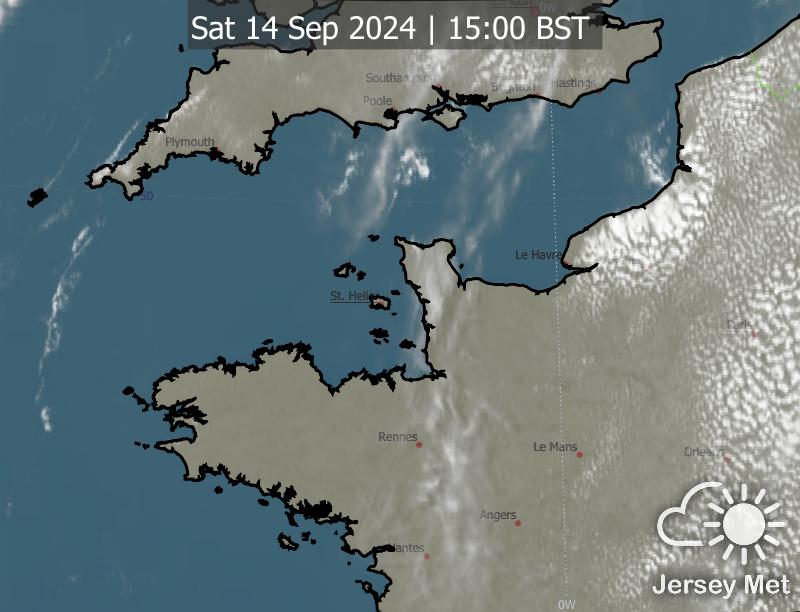 London
0W
Sat 14 Sep 2024 | 15:00 BST
Southampton
Brighton
Hastings
Poole
Plymouth
50
Le Havre
St. Helier
Paris
Rennes
Le Mans
Orleans
Angers
Nantes
Jersey Met
0W